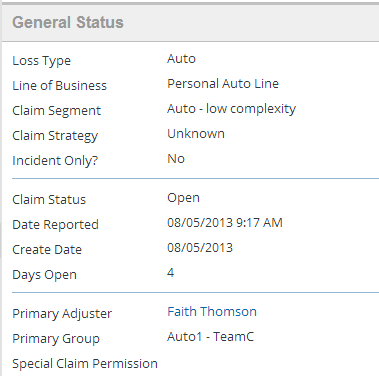 General Status
Loss Type Auto
Line of Business Personal Auto Line
Claim Segment Auto - low complexity
Claim Strategy Unknown
Incident Only? No
Claim Status Open
Date Reported 08/05/2013 9:17 AM
Create Date 08/05/2013
Days Open 4
Primary Adjuster Faith Thomson
Primary Group Auto1 - TeamC
Special Claim Permission